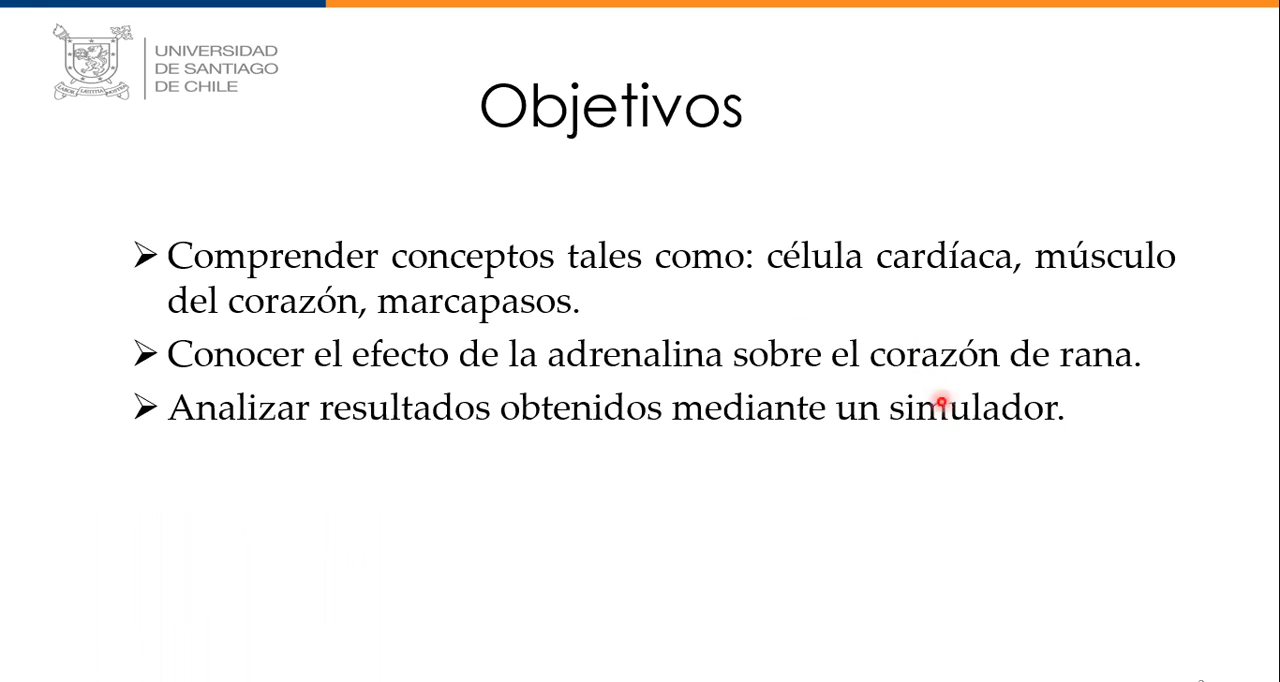 UNIVERSIDAD
DE SANTIAGO
DE CHILE
Objetivos
Comprender conceptos tales como: célula cardíaca, músculo
del corazón, marcapasos.
Conocer el efecto de la adrenalina sobre el corazón de rana.
Analizar resultados obtenidos mediante un simulador.